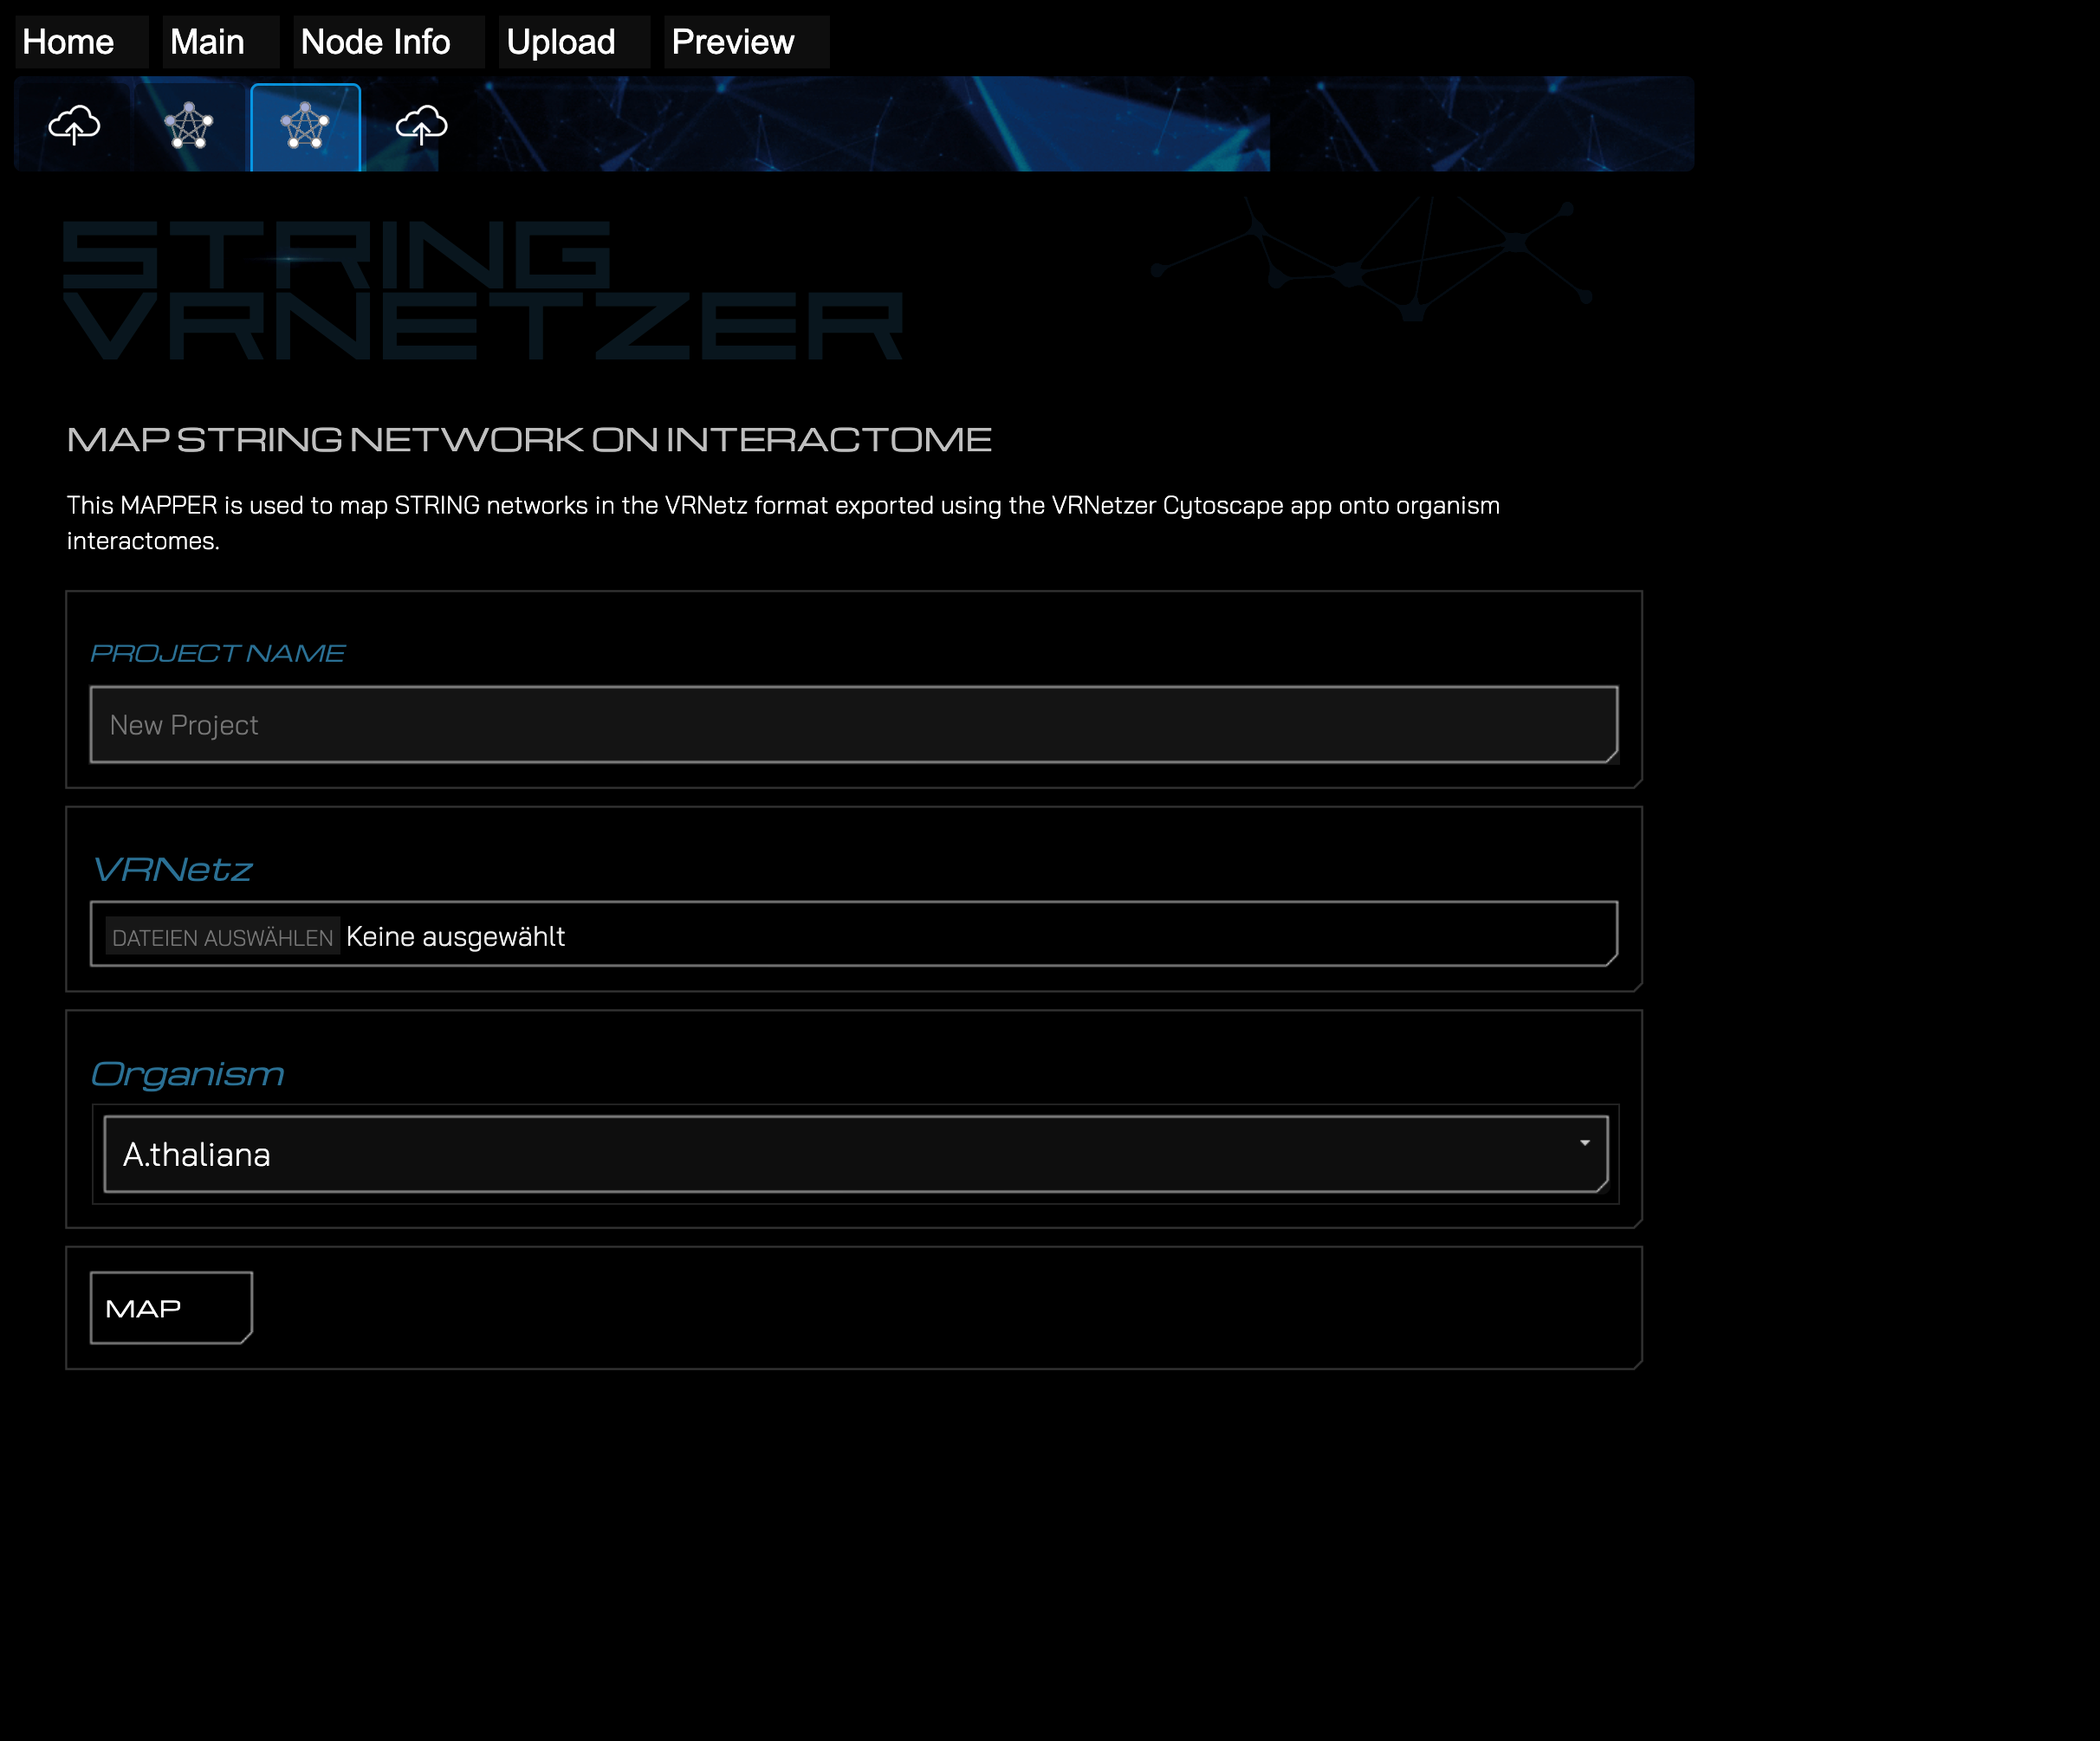 Home Main Node Info Upload Preview
STRING
VRNETZER
MAP STRING NETWORK ON INTERACTOME
This MAPPER is used to map STRING networks in the VRNetz format exported using the VRNetzer Cytoscape app onto organism
interactomes.
PROJECT NAME
New Project
VRNetz
DATEIEN AUSWÄHLEN Keine ausgewählt
Organism
A.thaliana
MAP